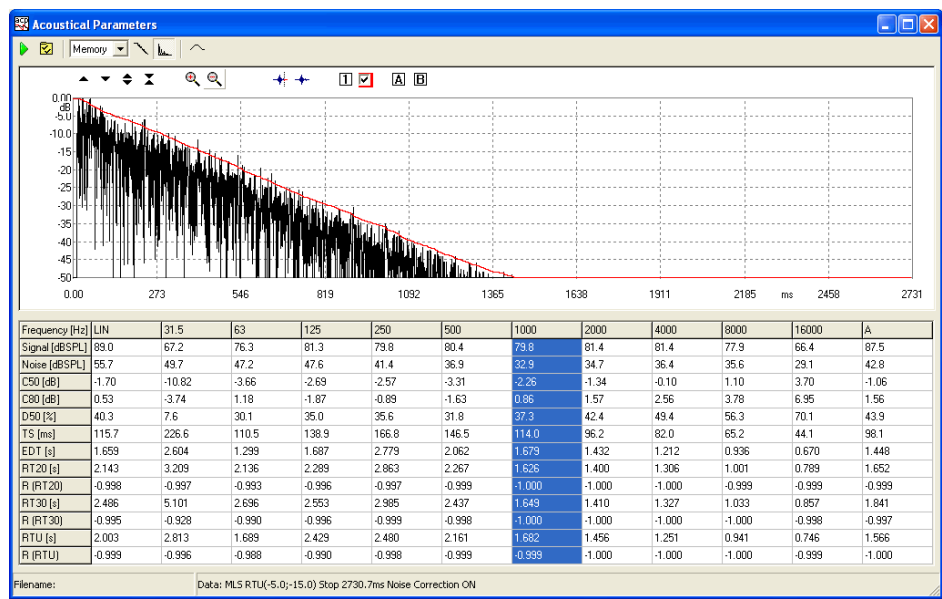 Acoustical Parameters
Memory
1 A B
0.00
dB
-5.0
-10.0
-15
-20
-25
-30
-35
-40
-45
-50
0.00 273 546 819 1092 1365 1638 1911 2185 ms 2458 2731
Frequency [Hz] LIN 31.5 63 125 250 500 1000 2000 4000 8000 16000 A
Signal [dBSPL] 89.0 67.2 76.3 81.3 79.8 80.4 79.8 81.4 81.4 77.9 66.4 87.5
Noise [dBSPL] 55.7 49.7 47.2 47.6 41.4 36.9 32.9 34.7 36.4 35.6 29.1 42.8
C50 [dB] -1.70 -10.82 -3.66 -2.69 -2.57 -3.31 -2.26 -1.34 -0.10 1.10 3.70 -1.06
C80 [dB] 0.53 -3.74 1.18 -1.87 -0.89 -1.63 0.86 1.57 2.56 3.78 6.95 1.56
D50 [%] 40.3 7.6 30.1 35.0 35.6 31.8 37.3 42.4 49.4 56.3 70.1 43.9
TS [ms] 115.7 226.6 110.5 138.9 166.8 146.5 114.0 96.2 82.0 65.2 44.1 98.1
EDT [s] 1.659 2.604 1.299 1.687 2.779 2.062 1.679 1.432 1.212 0.936 0.670 1.448
RT20 [s] 2.143 3.209 2.136 2.289 2.863 2.267 1.626 1.400 1.306 1.001 0.789 1.652
R (RT20) -0.998 -0.997 -0.993 -0.996 -0.997 -0.999 -1.000 -1.000 -1.000 -0.999 -0.999 -0.999
RT30 [s] 2.486 5.101 2.696 2.553 2.985 2.437 1.649 1.410 1.327 1.033 0.857 1.841
R (RT30) -0.995 -0.928 -0.990 -0.996 -0.999 -0.998 -1.000 -1.000 -1.000 -1.000 -0.998 -0.997
RTU [s] 2.003 2.813 1.689 2.429 2.480 2.161 1.682 1.456 1.251 0.941 0.746 1.566
R (RTU) -0.999 -0.996 -0.988 -0.990 -0.998 -0.999 -0.999 -1.000 -1.000 -1.000 -0.999 -1.000
Filename: Data: MLS RTU(-5.0;-15.0) Stop 2730.7ms Noise Correction ON